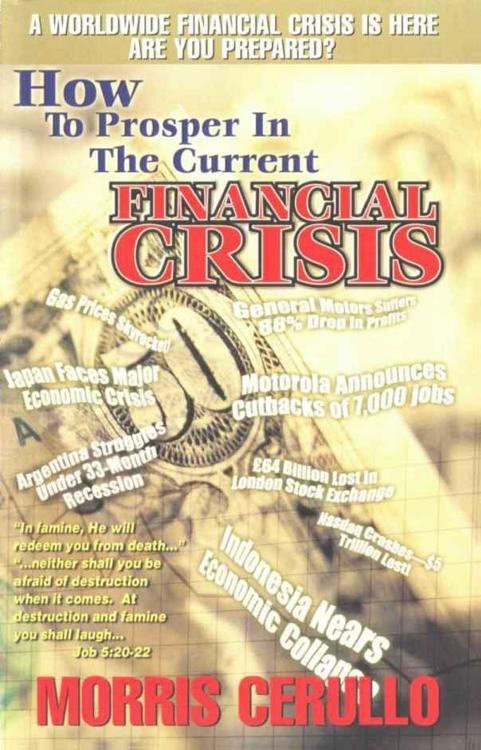 A WORLDWIDE FINANCIAL CRISIS IS HERE
ARE YOU PREPARED?
How
To Prosper In
The Current
FINANCIAL
CRISIS
Gas Prices Skyrocket!
General Motors Suffers
88% Drop In Profits
50
Japan Faces Major
Economic Crisis
Motorola Announces
Cutbacks of 7,000 jobs
A
Argentina Struggles
Under 33-Month
Recession
£64 Billion Lost In
London Stock Exchange
Nasdaq Crashes—$5
Trillion Lost!
"In famine, He will
redeem you from death..."
"...neither shall you be
afraid of destruction
when it comes. At
destruction and famine
you shall laugh...
Job 5:20-22
Indonesia Nears
Economic Collapse
MORRIS CERULLO